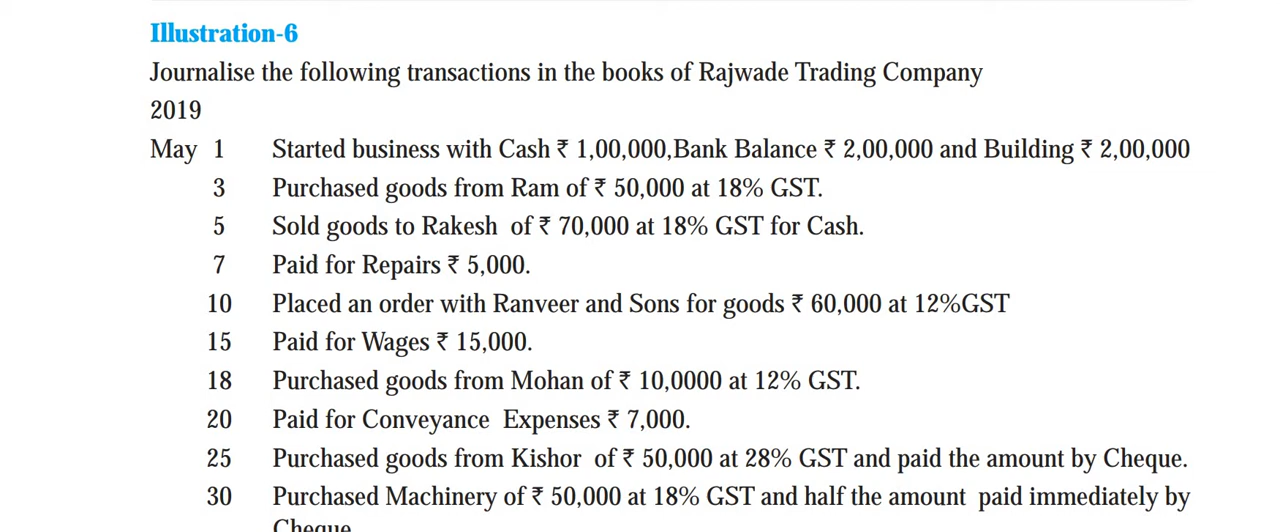 Illustration-6
Journalise the following transactions in the books of Rajwade Trading Company
2019
May 1 Started business with Cash ₹ 1,00,000,Bank Balance ₹ 2,00,000 and Building ₹ 2,00,000
3 Purchased goods from Ram of ₹ 50,000 at 18% GST.
5 Sold goods to Rakesh of ₹ 70,000 at 18% GST for Cash.
7 Paid for Repairs ₹ 5,000.
10 Placed an order with Ranveer and Sons for goods ₹ 60,000 at 12%GST
15 Paid for Wages ₹ 15,000.
18 Purchased goods from Mohan of ₹ 10,0000 at 12% GST.
20 Paid for Conveyance Expenses ₹ 7,000.
25 Purchased goods from Kishor of ₹ 50,000 at 28% GST and paid the amount by Cheque.
30 Purchased Machinery of ₹ 50,000 at 18% GST and half the amount paid immediately by
Cheque